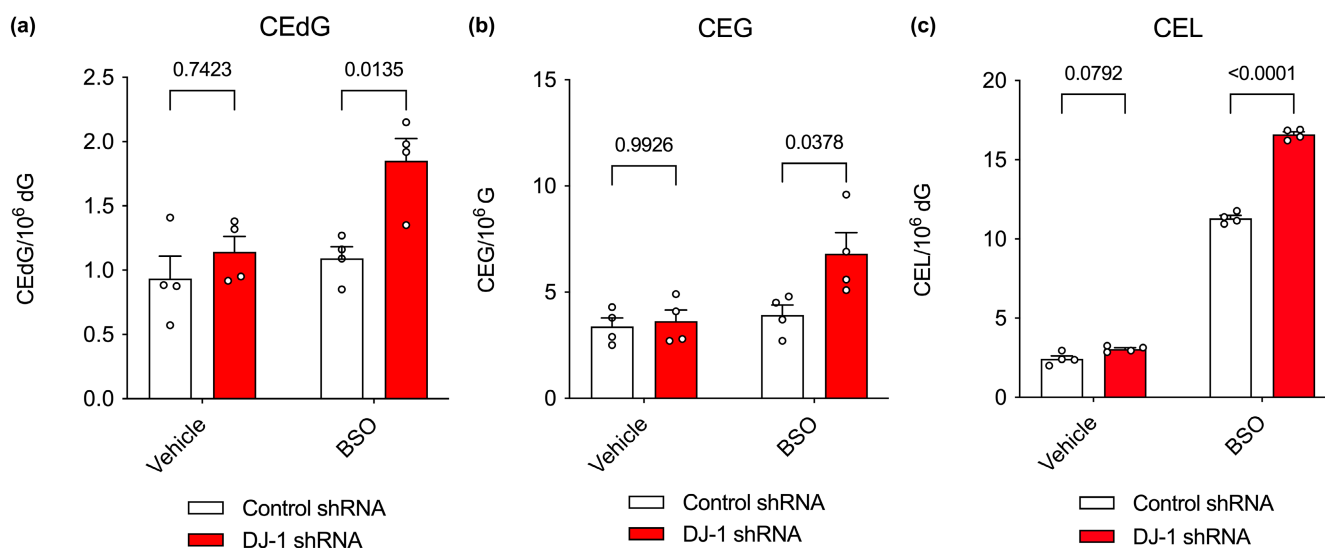 (a)
CEdG
0.7423
0.0135
2.5
2.0
1.5
1.0
0.5
0.0
CEdG/10⁶ dG
Vehicle
BSO
Control shRNA
DJ-1 shRNA
(b)
CEG
0.9926
0.0378
15
10
5
0
CEG/10⁶ G
Vehicle
BSO
Control shRNA
DJ-1 shRNA
(c)
CEL
0.0792
<0.0001
20
15
10
5
0
CEL/10⁶ dG
Vehicle
BSO
Control shRNA
DJ-1 shRNA